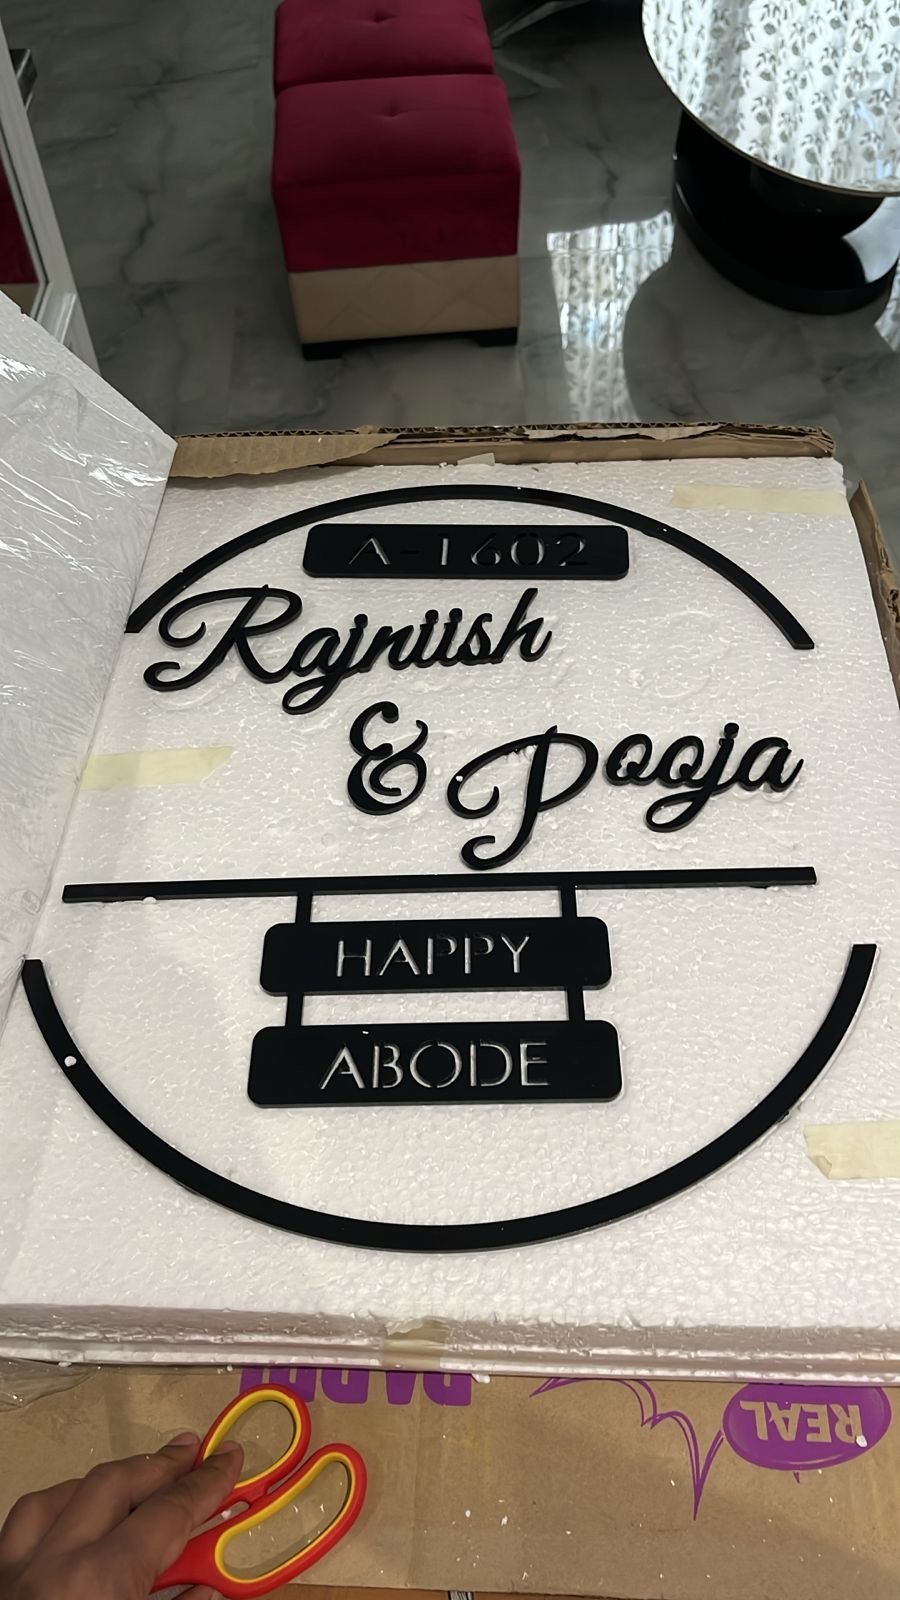 A-1602
Rajniish
& Pooja
HAPPY
ABODE
REAL